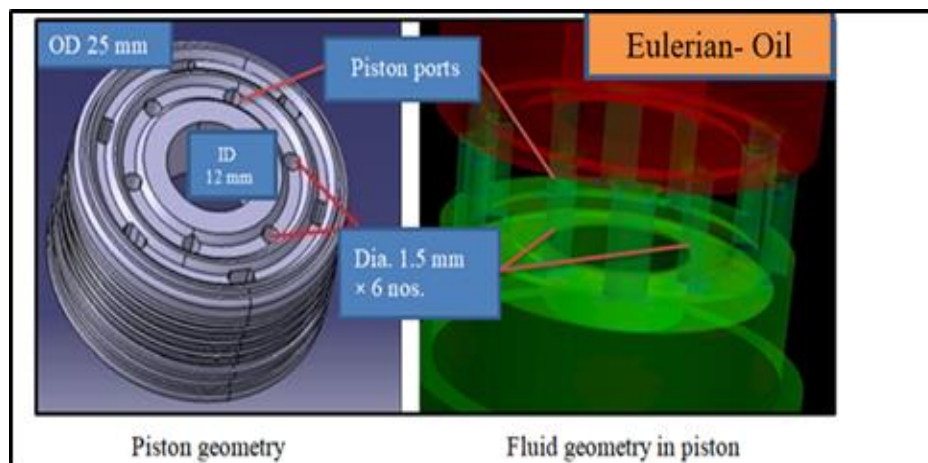 OD 25 mm
Piston ports
Eulerian- Oil
ID
12 mm
Dia. 1.5 mm
× 6 nos.
Piston geometry
Fluid geometry in piston